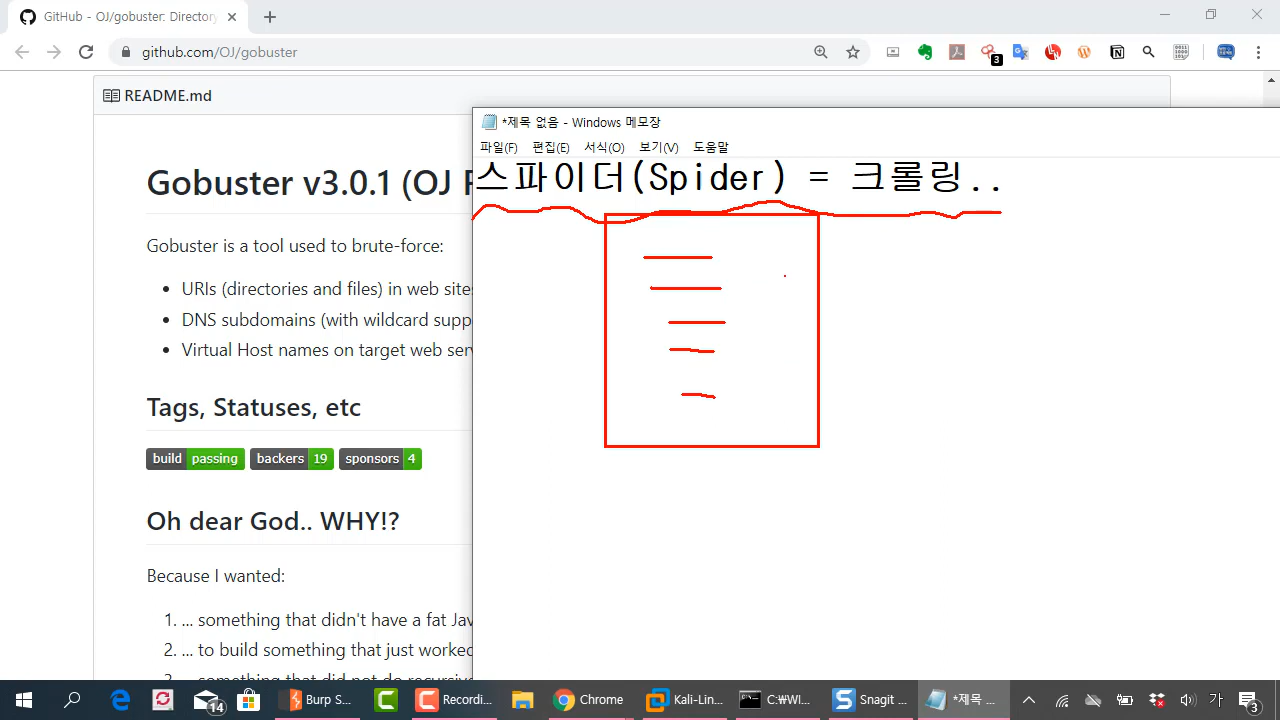 GitHub - OJ/gobuster: Directory
github.com/OJ/gobuster
3
README.md
Gobuster v3.0.1 (OJ
Gobuster is a tool used to brute-force:
• URIs (directories and files) in web site
• DNS subdomains (with wildcard supp
• Virtual Host names on target web serv
Tags, Statuses, etc
build passing backers 19 sponsors 4
Oh dear God.. WHY!?
Because I wanted:
1. ... something that didn't have a fat Jav
2. ... to build something that just worked
*제목 없음 - Windows 메모장
파일(F) 편집(E) 서식(O) 보기(V) 도움말
스파이더(Spider) = 크롤링..
14 Burp S... Recordi... Chrome Kali-Lin... C:₩WI... Snagit ... *제목 ... 가 3